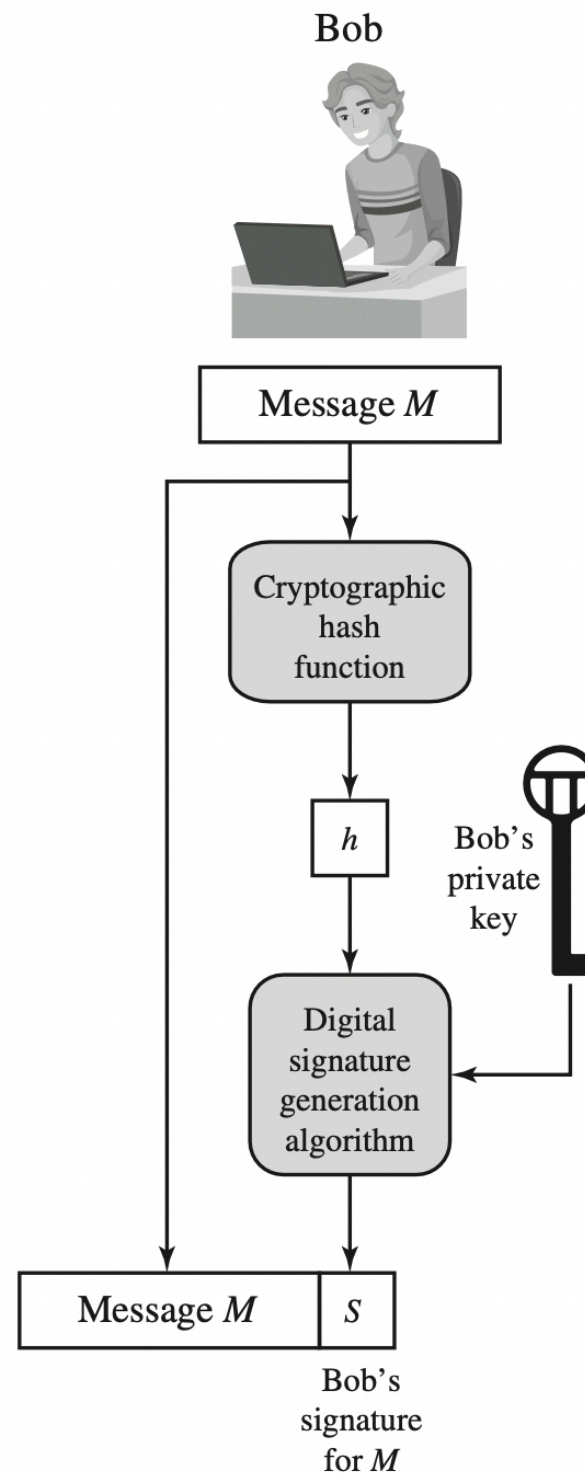 Bob
Message M
Cryptographic
hash
function
h
Bob’s
private
key
Digital
signature
generation
algorithm
Message M
S
Bob’s
signature
for M